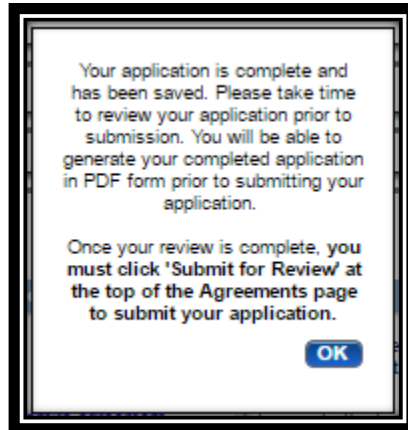 Your application is complete and
has been saved. Please take time
to review your application prior to
submission. You will be able to
generate your completed application
in PDF form prior to submitting your
application.
Once your review is complete, you
must click 'Submit for Review' at
the top of the Agreements page
to submit your application.
OK